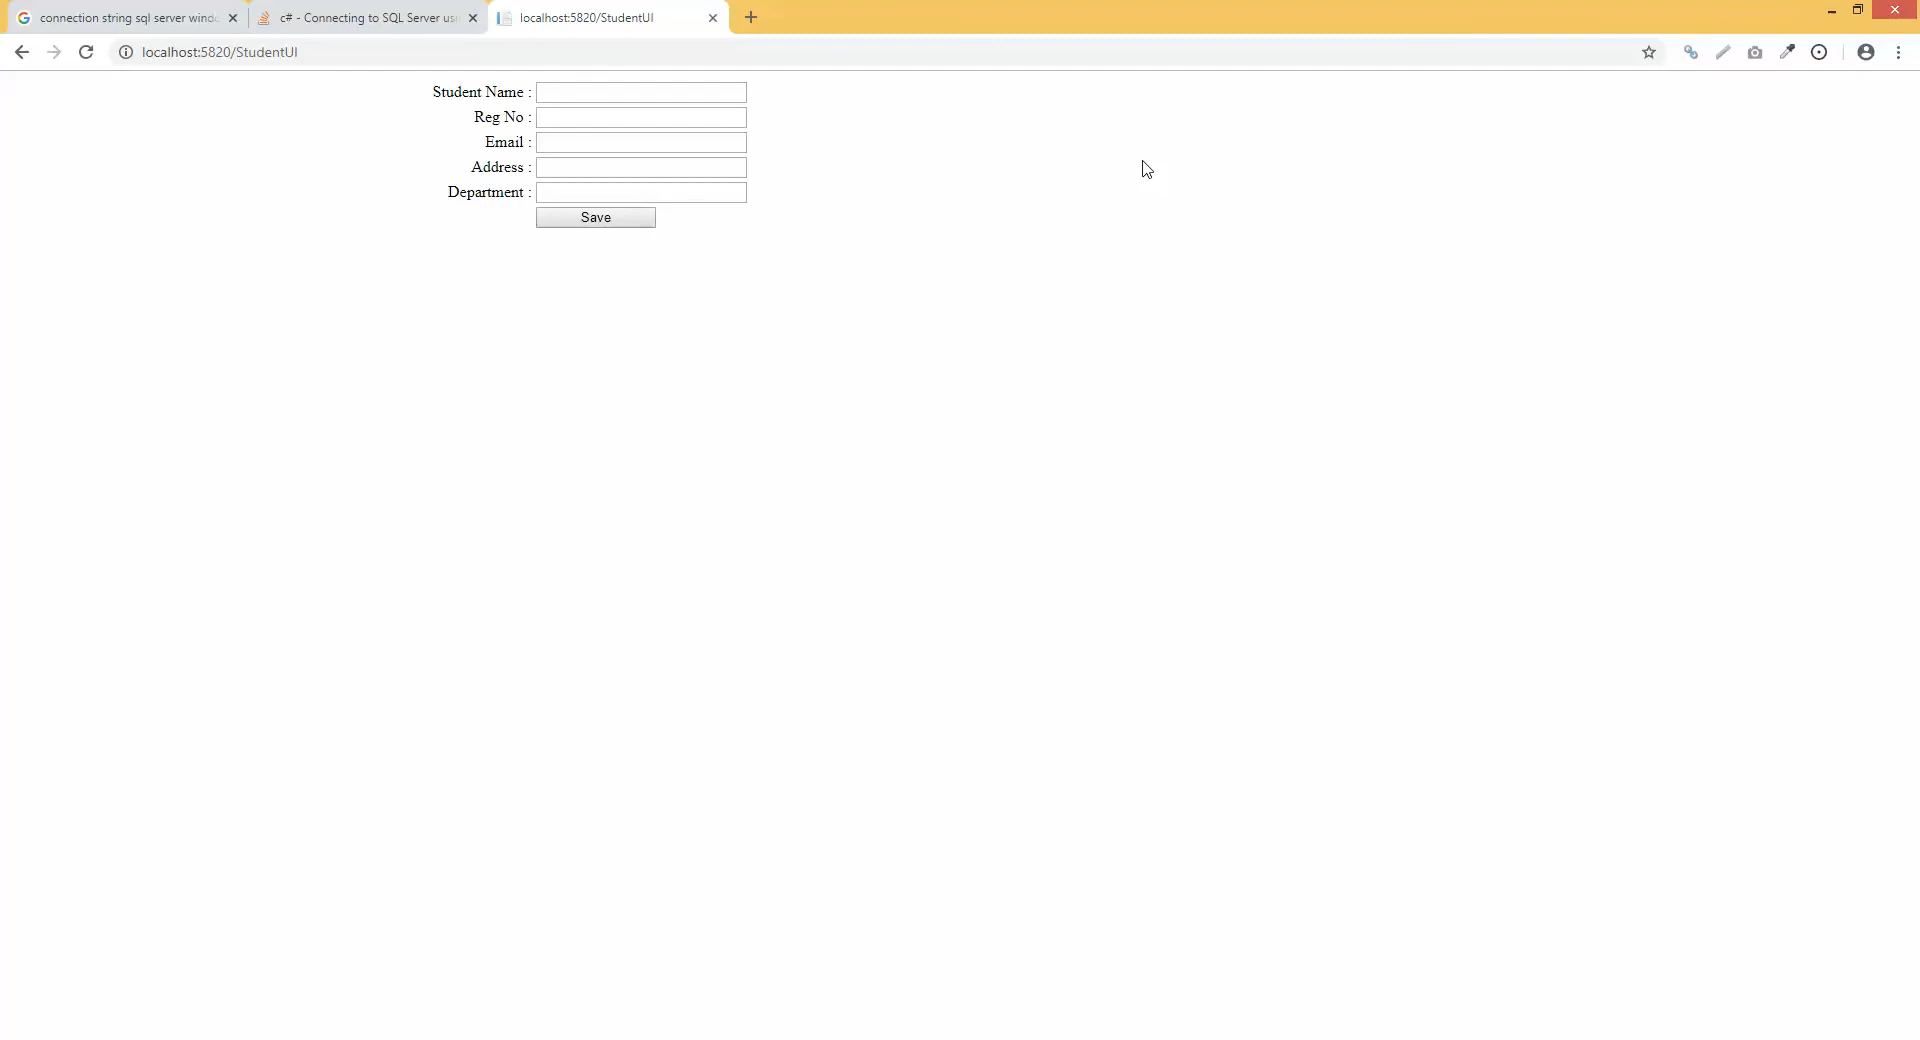 connection string sql server wind
c# - Connecting to SQL Server us
localhost:5820/StudentUI
localhost:5820/StudentUI
Student Name :
Reg No :
Email :
Address :
Department :
Save